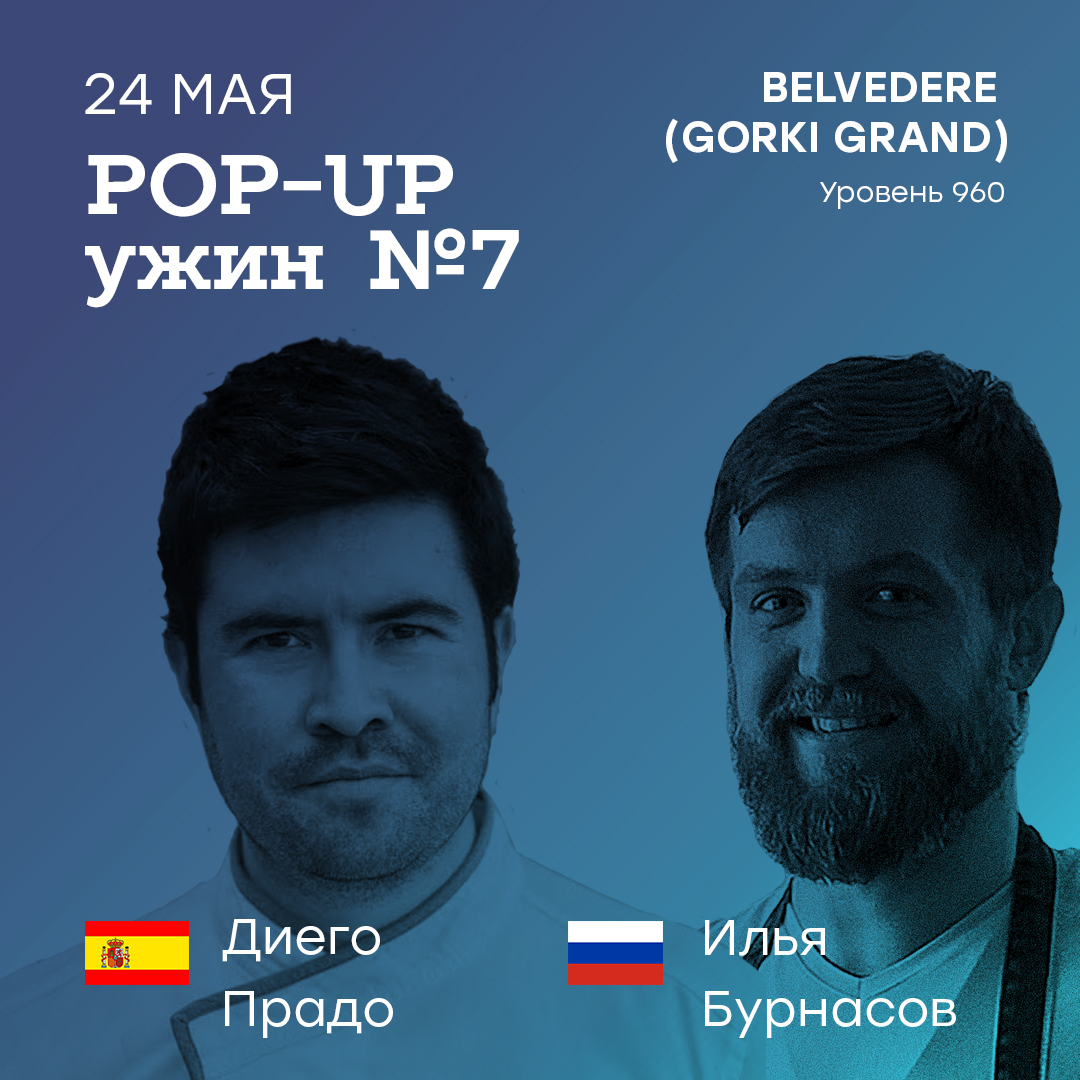 24 МАЯ
POP-UP
ужин №7
BELVEDERE
(GORKI GRAND)
Уровень 960
Диего
Прадо
Илья
Бурнасов